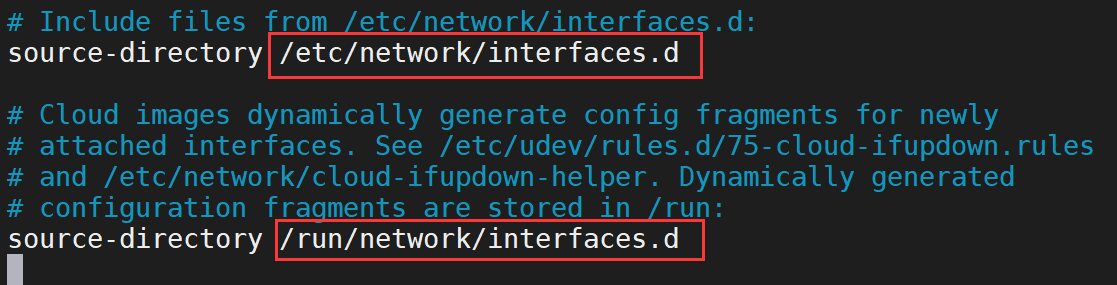 # Include files from /etc/network/interfaces.d:
source-directory /etc/network/interfaces.d
# Cloud images dynamically generate config fragments for newly
# attached interfaces. See /etc/udev/rules.d/75-cloud-ifupdown.rules
# and /etc/network/cloud-ifupdown-helper. Dynamically generated
# configuration fragments are stored in /run:
source-directory /run/network/interfaces.d